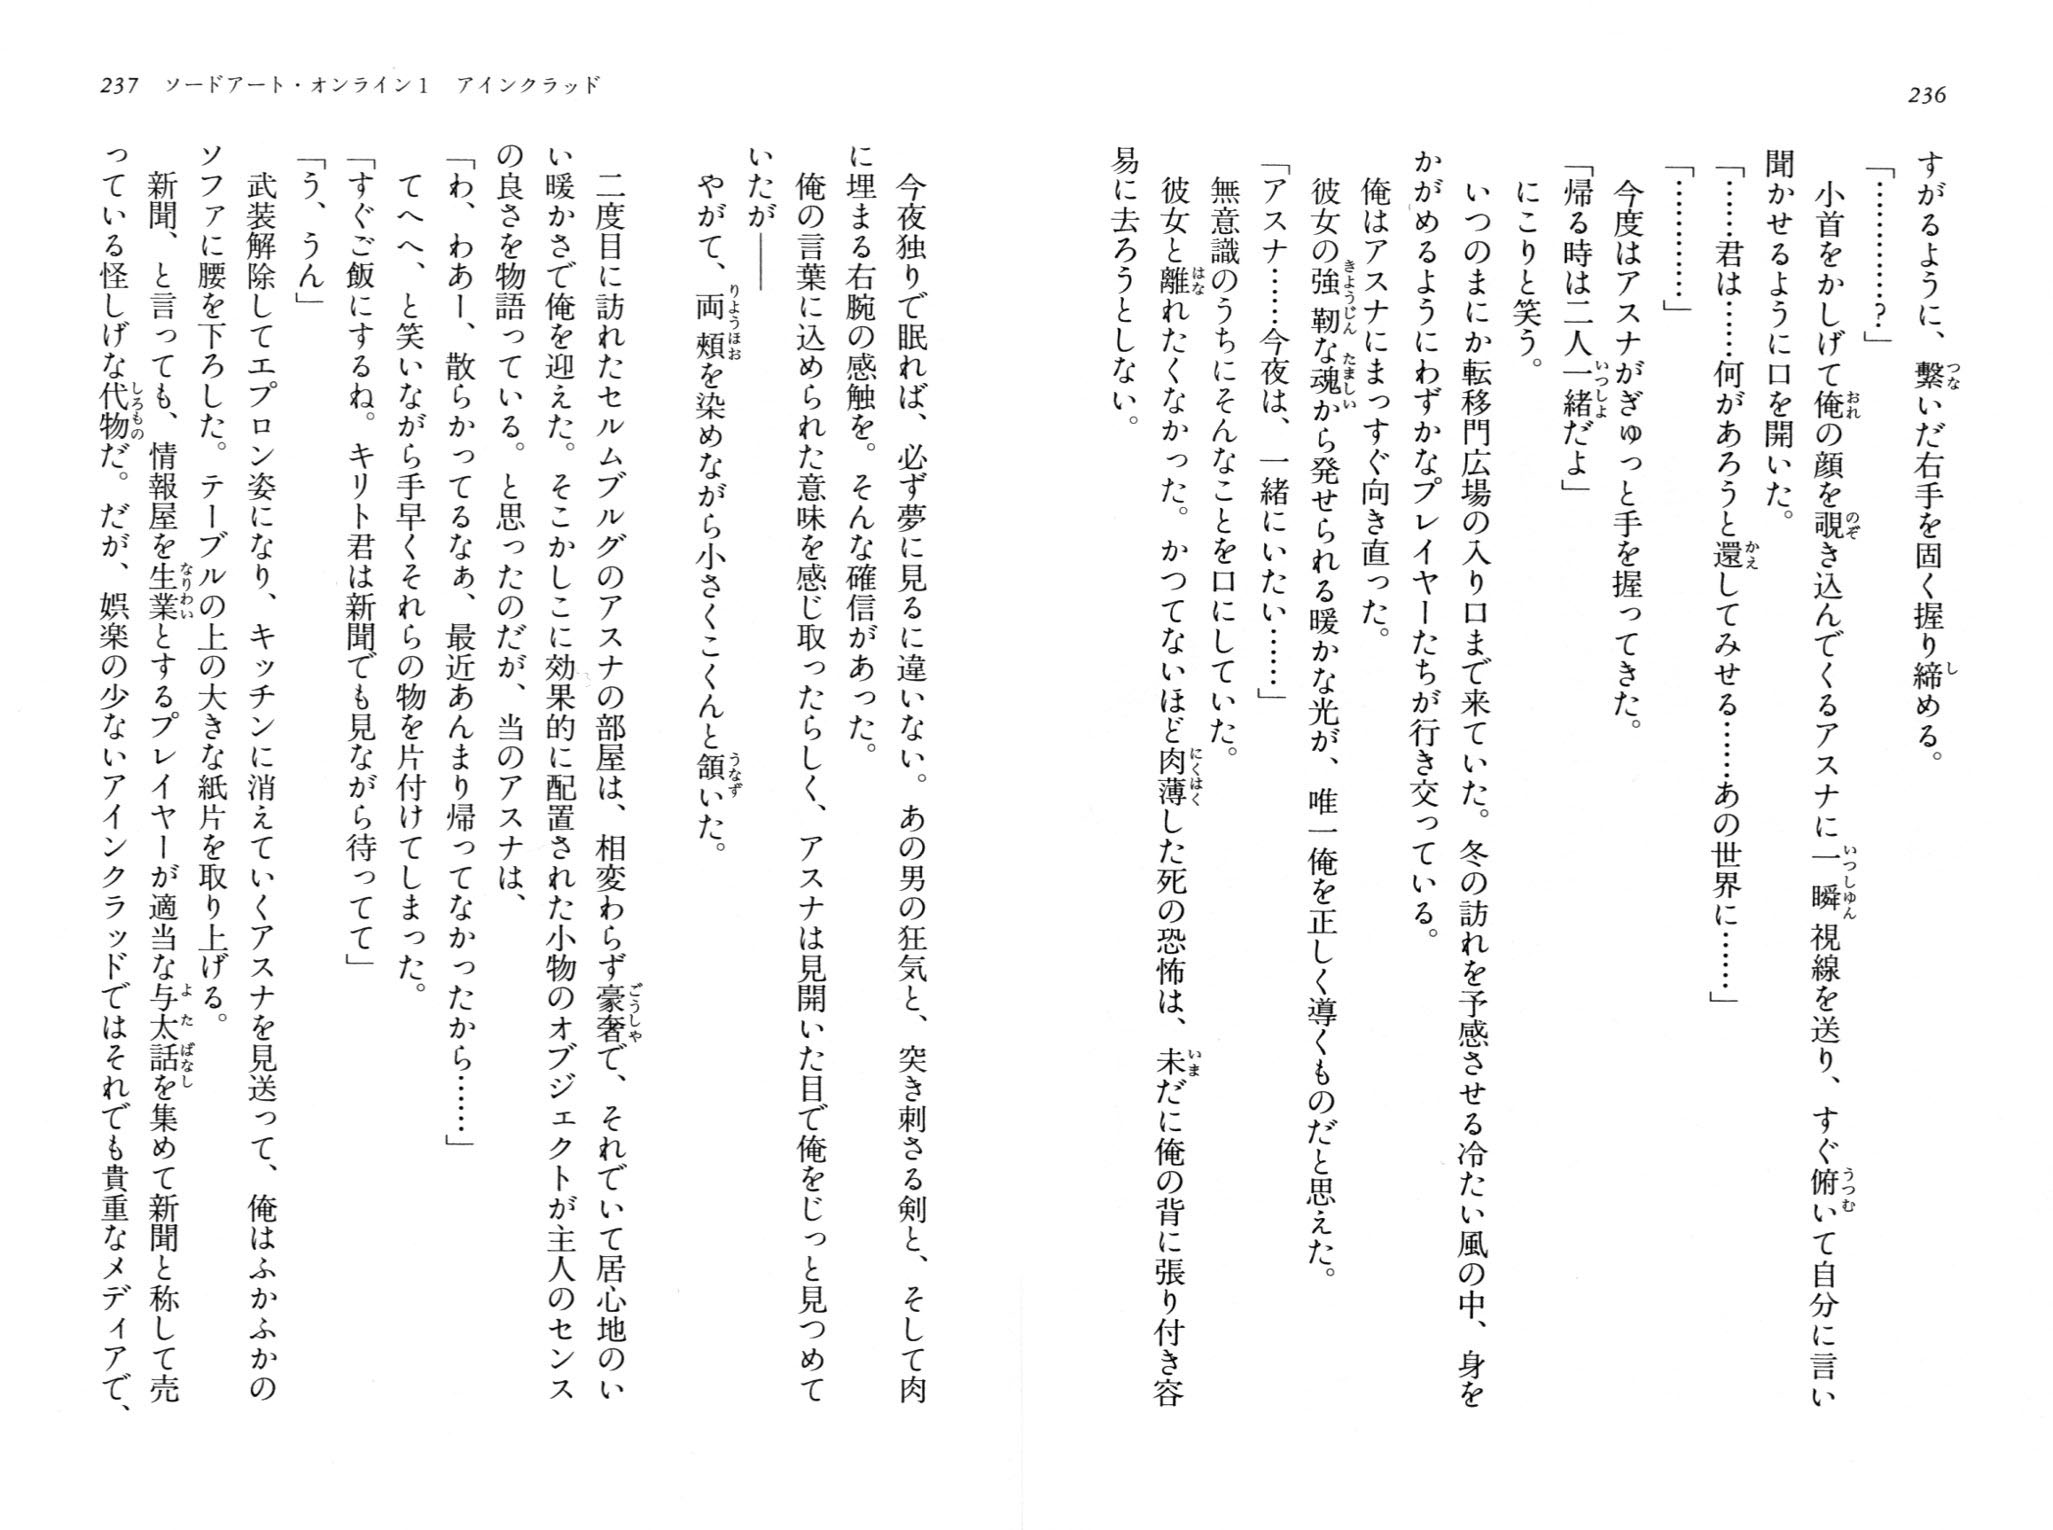 236
すがるように、繫いだ右手を固く握り締める。
「…………?」
小首をかしげて俺の顔を覗き込んでくるアスナに一瞬視線を送り、すぐ俯いて自分に言い
聞かせるように口を開いた。
「……君は……何があろうと還してみせる……あの世界に……」
「…………」
今度はアスナがぎゅっと手を握ってきた。
「帰る時は二人一緒だよ」
にこりと笑う。
いつのまにか転移門広場の入り口まで来ていた。冬の訪れを予感させる冷たい風の中、身を
かがめるようにわずかなプレイヤーたちが行き交っている。
俺はアスナにまっすぐ向き直った。
彼女の強靭な魂から発せられる暖かな光が、唯一俺を正しく導くものだと思えた。
「アスナ……今夜は、一緒にいたい……」
無意識のうちにそんなことを口にしていた。
彼女と離れたくなかった。かつてないほど肉薄した死の恐怖は、未だに俺の背に張り付き容
易に去ろうとしない。
237 ソードアート・オンライン1 アインクラッド
今夜独りで眠れば、必ず夢に見るに違いない。あの男の狂気と、突き刺さる剣と、そして肉
に埋まる右腕の感触を。そんな確信があった。
俺の言葉に込められた意味を感じ取ったらしく、アスナは見開いた目で俺をじっと見つめて
いたが――
やがて、両頰を染めながら小さくこくんと頷いた。
二度目に訪れたセルムブルグのアスナの部屋は、相変わらず豪奢で、それでいて居心地のい
い暖かさで俺を迎えた。そこかしこに効果的に配置された小物のオブジェクトが主人のセンス
の良さを物語っている。と思ったのだが、当のアスナは、
「わ、わあー、散らかってるなぁ、最近あんまり帰ってなかったから……」
てへへ、と笑いながら手早くそれらの物を片付けてしまった。
「すぐご飯にするね。キリト君は新聞でも見ながら待ってて」
「う、うん」
武装解除してエプロン姿になり、キッチンに消えていくアスナを見送って、俺はふかふかの
ソファに腰を下ろした。テーブルの上の大きな紙片を取り上げる。
新聞、と言っても、情報屋を生業とするプレイヤーが適当な与太話を集めて新聞と称して売
っている怪しげな代物だ。だが、娯楽の少ないアインクラッドではそれでも貴重なメディアで、